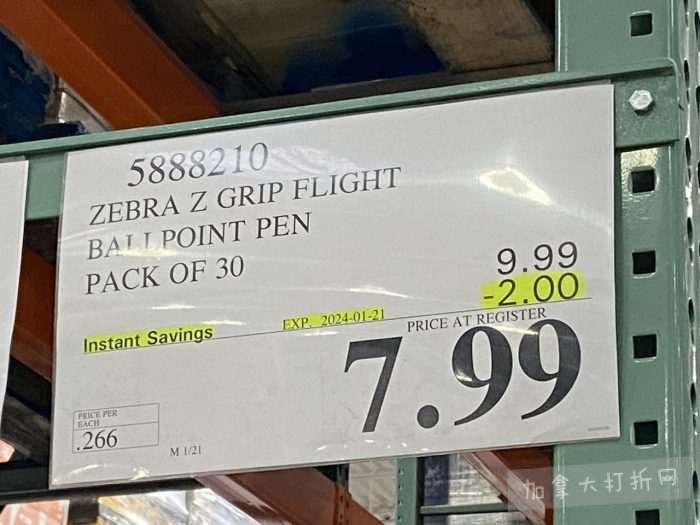 5888210
ZEBRA Z GRIP FLIGHT
BALLPOINT PEN
PACK OF 30
9.99
-2.00
Instant Savings
EXP. 2024-01-21
PRICE AT REGISTER
7.99
PRICE PER
EACH
.266
M 1/21
加拿大打折网